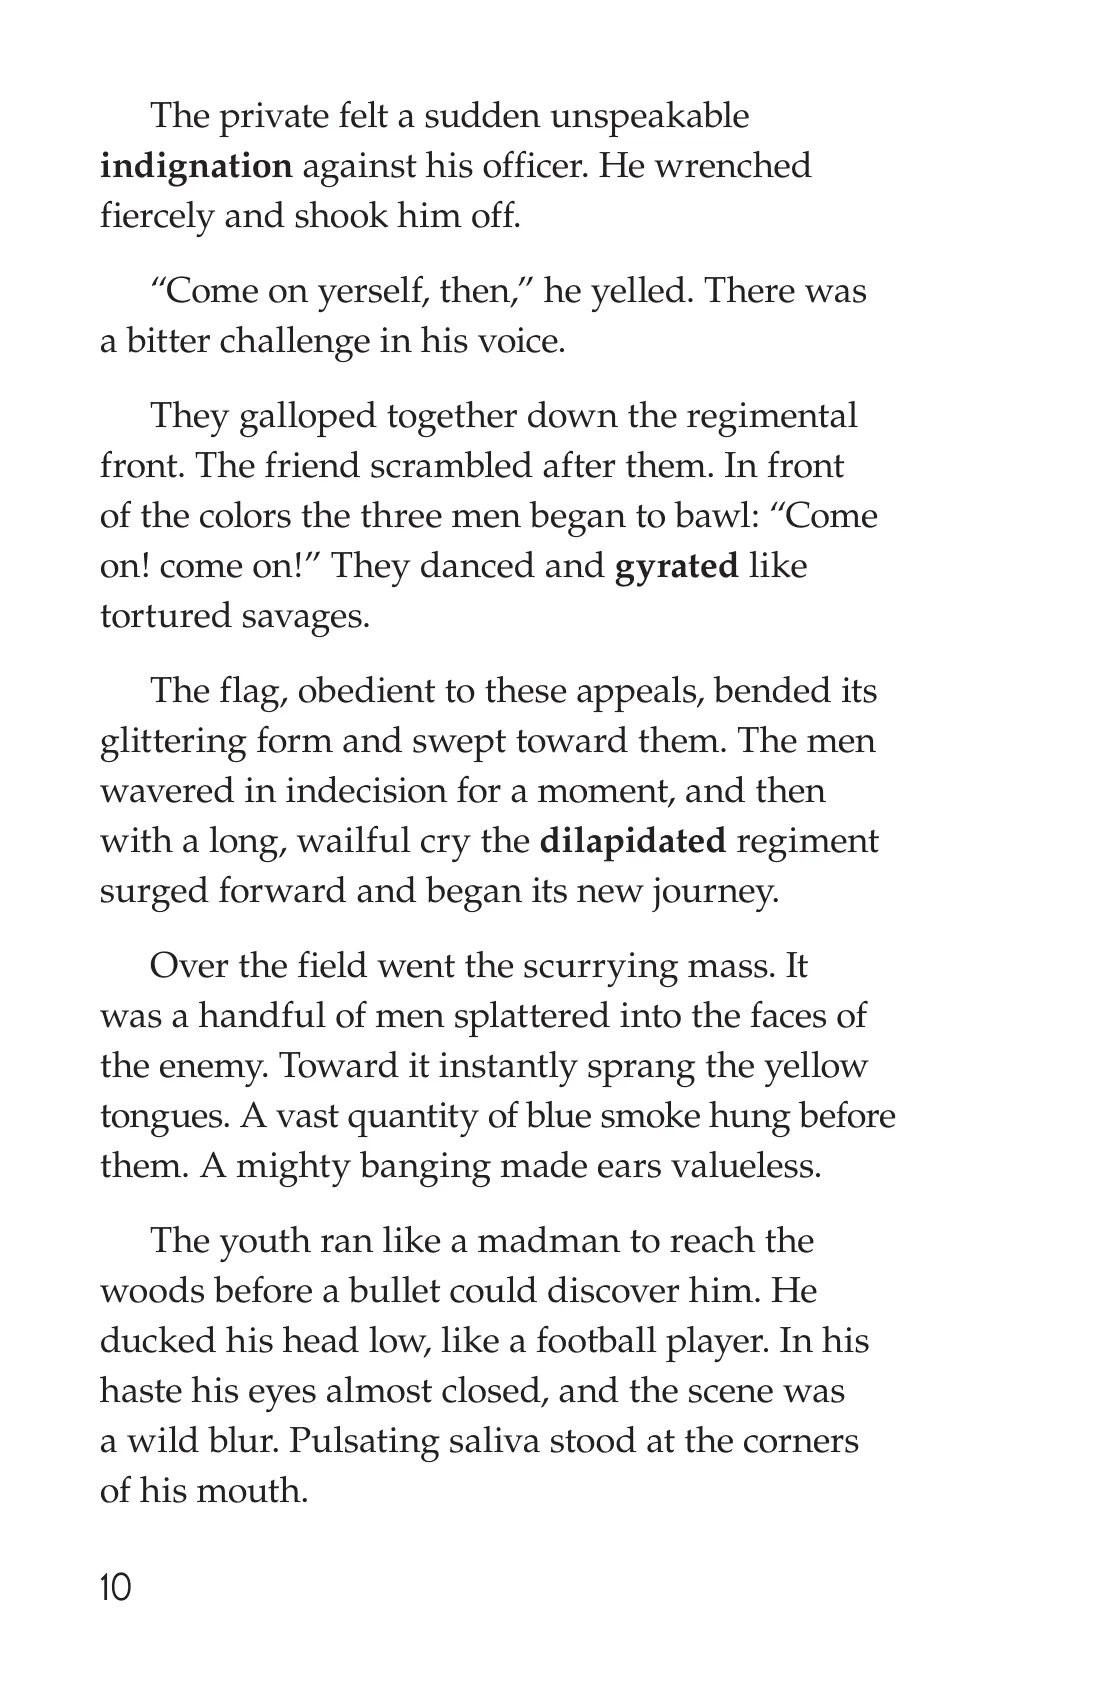 The private felt a sudden unspeakable
indignation against his officer. He wrenched
fiercely and shook him off.
“Come on yerself, then,” he yelled. There was
a bitter challenge in his voice.
They galloped together down the regimental
front. The friend scrambled after them. In front
of the colors the three men began to bawl: “Come
on! come on!” They danced and gyrated like
tortured savages.
The flag, obedient to these appeals, bended its
glittering form and swept toward them. The men
wavered in indecision for a moment, and then
with a long, wailful cry the dilapidated regiment
surged forward and began its new journey.
Over the field went the scurrying mass. It
was a handful of men splattered into the faces of
the enemy. Toward it instantly sprang the yellow
tongues. A vast quantity of blue smoke hung before
them. A mighty banging made ears valueless.
The youth ran like a madman to reach the
woods before a bullet could discover him. He
ducked his head low, like a football player. In his
haste his eyes almost closed, and the scene was
a wild blur. Pulsating saliva stood at the corners
of his mouth.
10